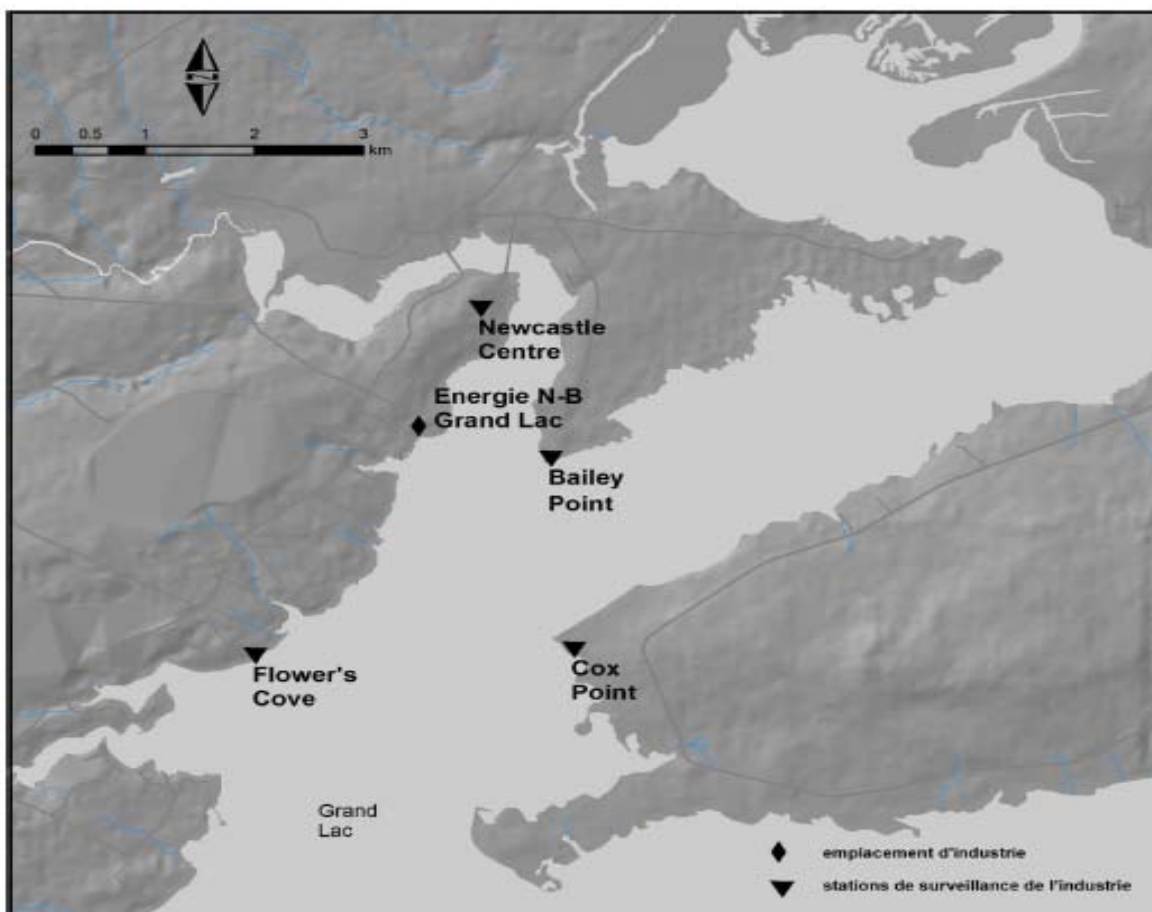 0 0.5 1 2 3
km
Newcastle
Centre
Energie N-B
Grand Lac
Bailey
Point
Flower's
Cove
Cox
Point
Grand
Lac
emplacement d'industrie
stations de surveillance de l'industrie